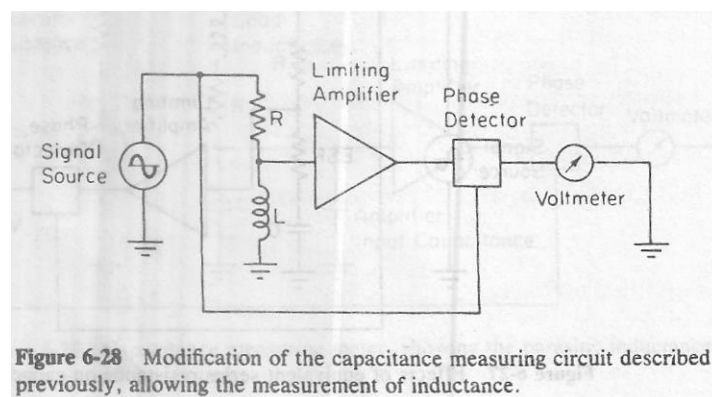 Limiting
Amplifier
Phase
Detector
R
Signal
Source
L
Voltmeter
Figure 6-28 Modification of the capacitance measuring circuit described
previously, allowing the measurement of inductance.